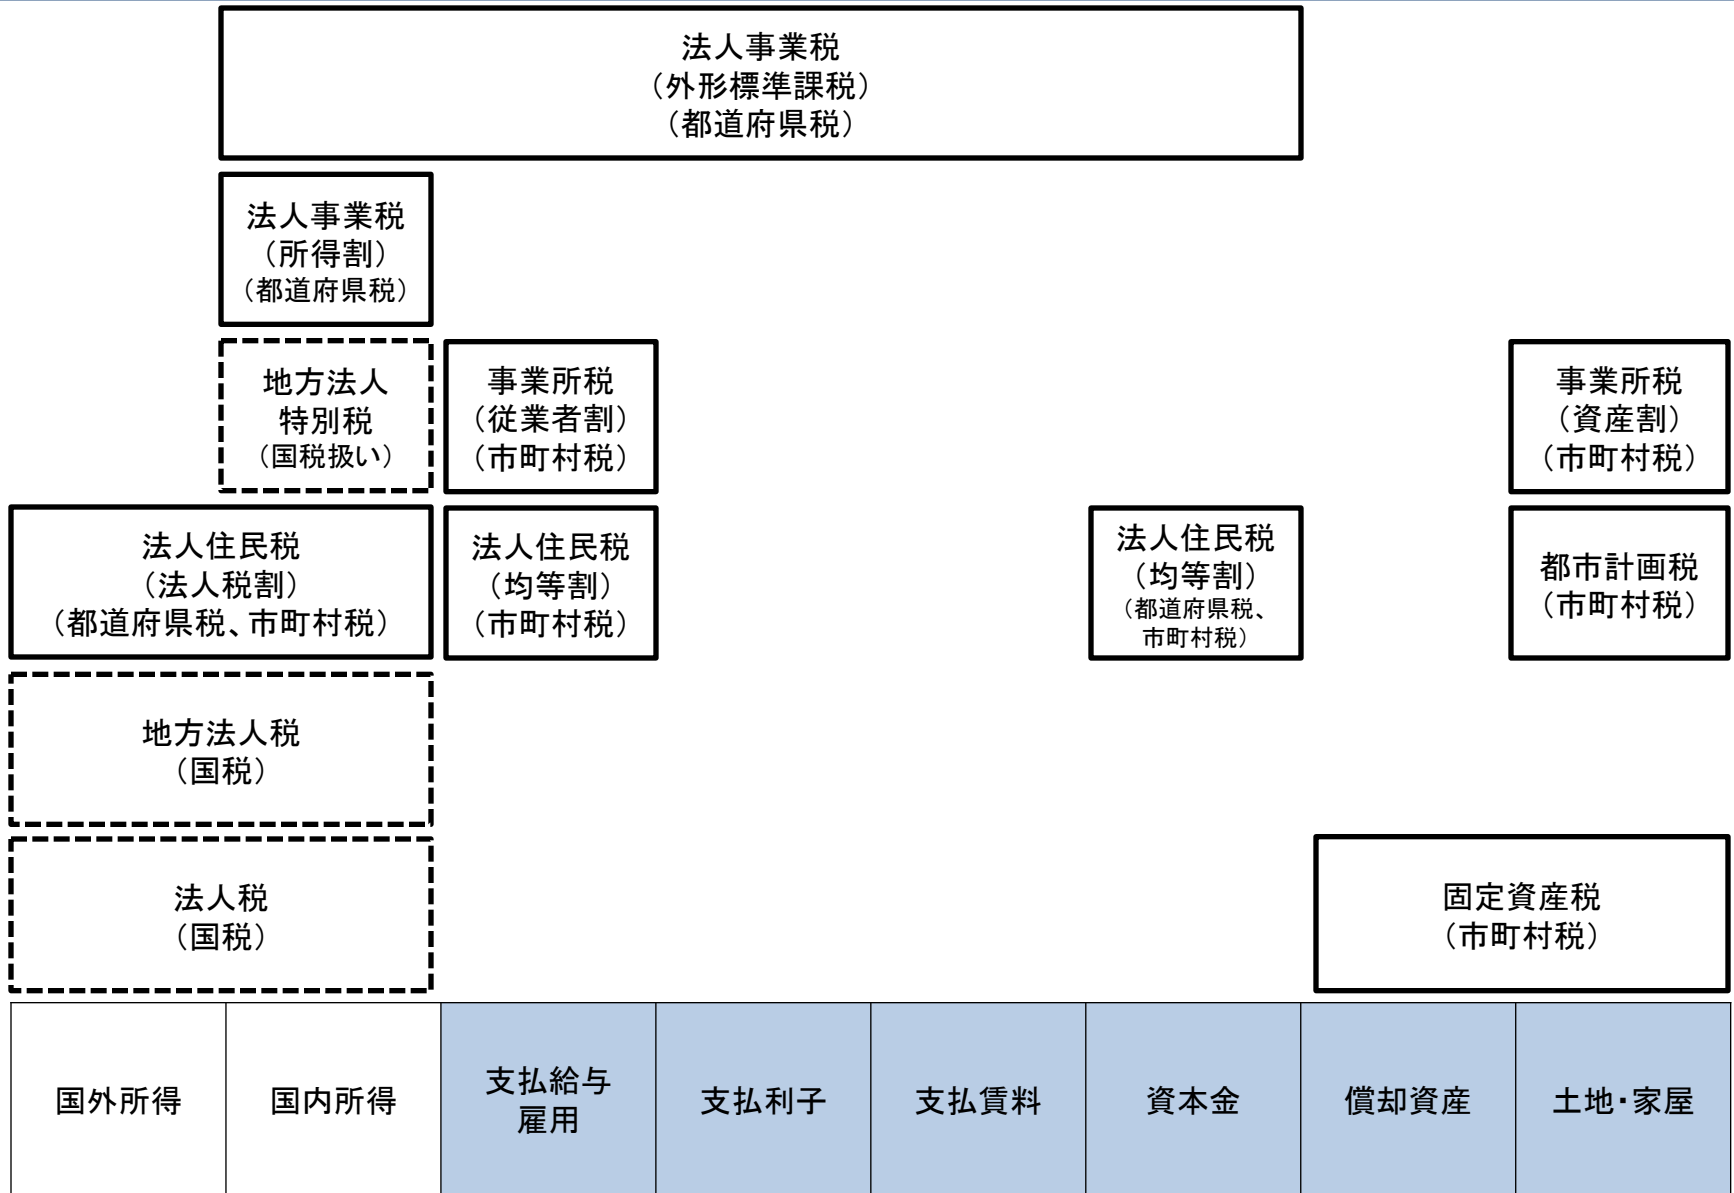 法人事業税
（外形標準課税）
（都道府県税）
法人事業税
（所得割）
（都道府県税）
地方法人
特別税
（国税扱い）
事業所税
（従業者割）
（市町村税）
事業所税
（資産割）
（市町村税）
法人住民税
（法人税割）
（都道府県税、市町村税）
法人住民税
（均等割）
（市町村税）
法人住民税
（均等割）
（都道府県税、
市町村税）
都市計画税
（市町村税）
地方法人税
（国税）
法人税
（国税）
固定資産税
（市町村税）
国外所得
国内所得
支払給与
雇用
支払利子
支払賃料
資本金
償却資産
土地・家屋